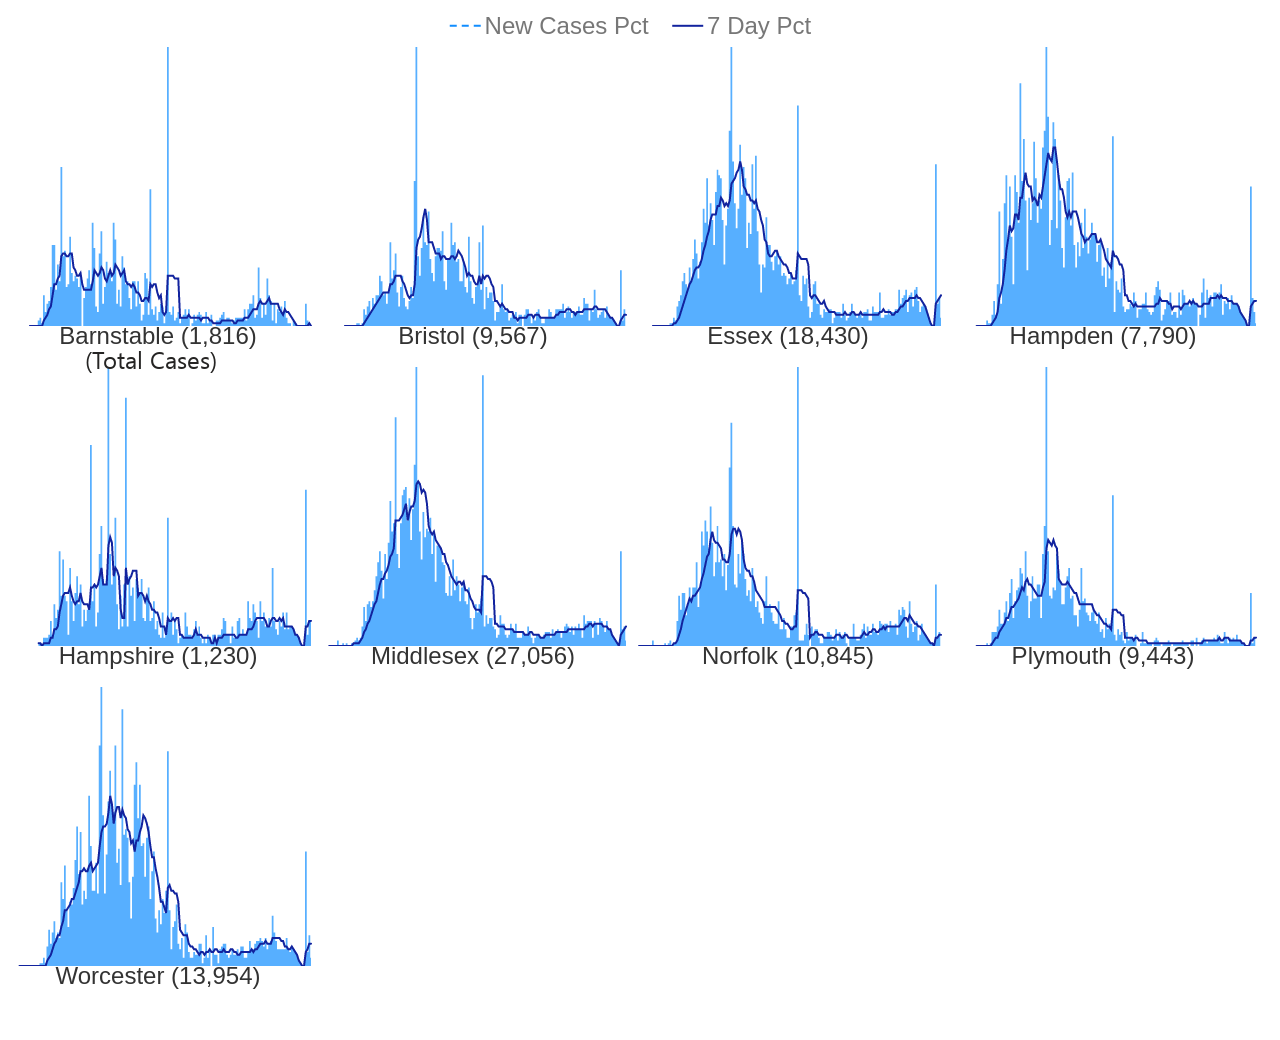 New Cases Pct 7 Day Pct
Barnstable (1,816) Bristol (9,567) Essex (18,430) Hampden (7,790)
(Total Cases)
Hampshire (1,230) Middlesex (27,056) Norfolk (10,845) Plymouth (9,443)
Worcester (13,954)